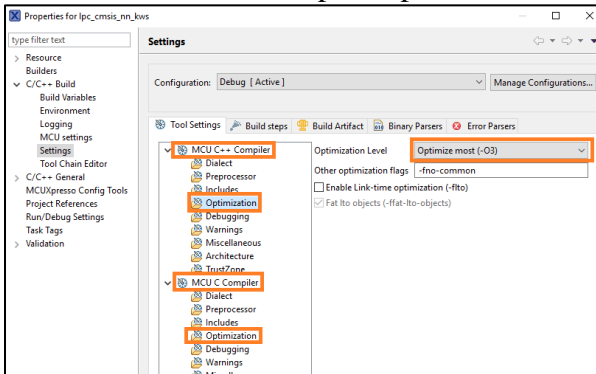 Properties for lpc_cmsis_nn_kws
type filter text
Resource
Builders
C/C++ Build
Build Variables
Environment
Logging
MCU settings
Settings
Tool Chain Editor
C/C++ General
MCUXpresso Config Tools
Project References
Run/Debug Settings
Task Tags
Validation
Settings
Configuration: Debug [ Active ]
Manage Configurations...
Tool Settings Build steps Build Artifact Binary Parsers Error Parsers
MCU C++ Compiler
Dialect
Preprocessor
Includes
Optimization
Debugging
Warnings
Miscellaneous
Architecture
TrustZone
MCU C Compiler
Dialect
Preprocessor
Includes
Optimization
Debugging
Warnings
Optimization Level Optimize most (-O3)
Other optimization flags -fno-common
Enable Link-time optimization (-flto)
Fat lto objects (-ffat-lto-objects)